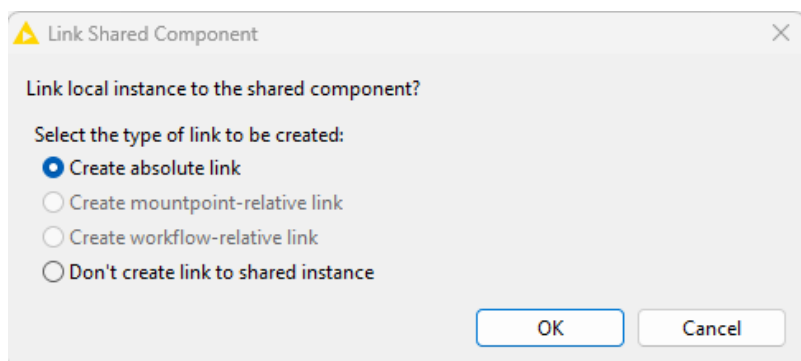 Link Shared Component
Link local instance to the shared component?
Select the type of link to be created:
Create absolute link
Create mountpoint-relative link
Create workflow-relative link
Don't create link to shared instance
OK
Cancel